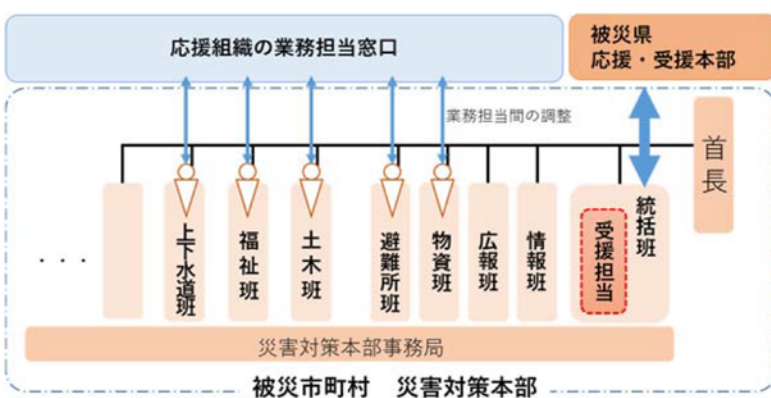 応援組織の業務担当窓口
被災県
応援・受援本部
業務担当間の調整
首長
・・・
上下水道班
福祉班
土木班
避難所班
物資班
広報班
情報班
受援担当
統括班
災害対策本部事務局
被災市町村　災害対策本部